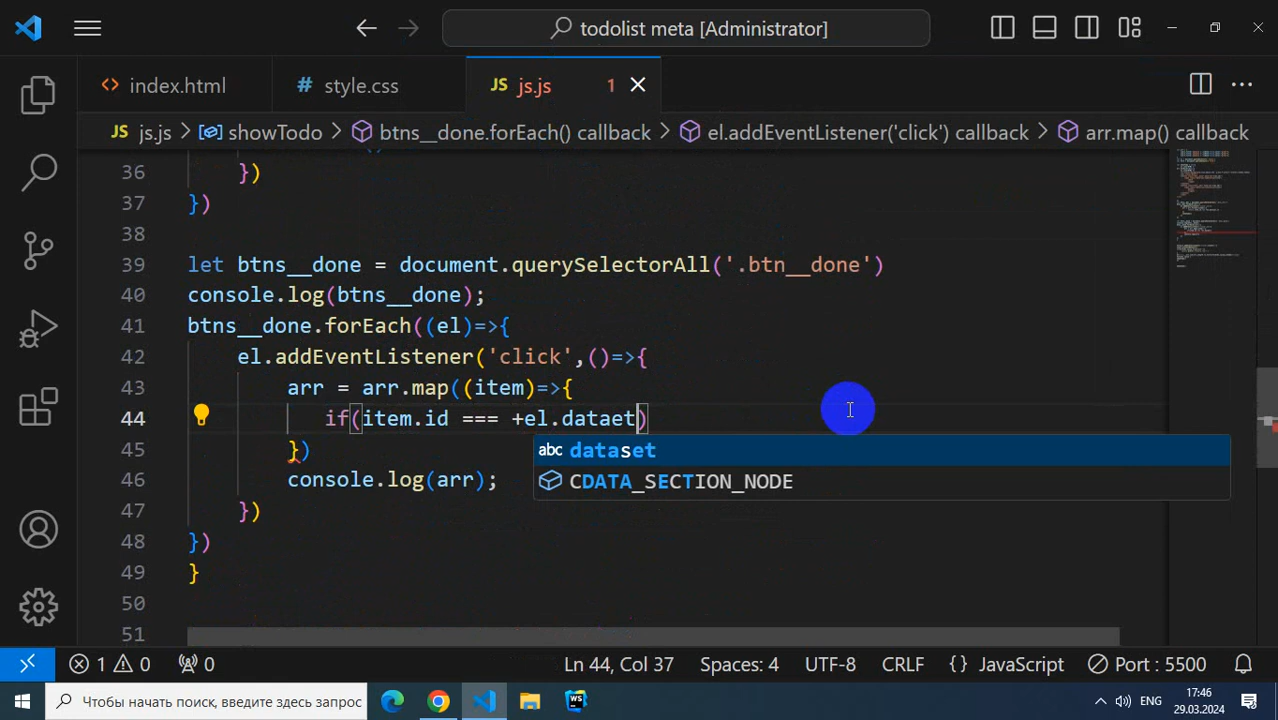 todolist meta [Administrator]
index.html
# style.css
JS js.js 1
JS js.js > showTodo > btns__done.forEach() callback > el.addEventListener('click') callback > arr.map() callback
36 })
37 })
38
39 let btns__done = document.querySelectorAll('.btn__done')
40 console.log(btns__done);
41 btns__done.forEach((el)=>{
42 el.addEventListener('click',()=>{
43 arr = arr.map((item)=>{
44 if(item.id === +el.dataet)
abc dataset
45 })
CDATA_SECTION_NODE
46 console.log(arr);
47 })
48 })
49 }
50
51
1 0 0 Ln 44, Col 37 Spaces: 4 UTF-8 CRLF {} JavaScript Port : 5500
Чтобы начать поиск, введите здесь запрос
WS
ENG
17:46
29.03.2024